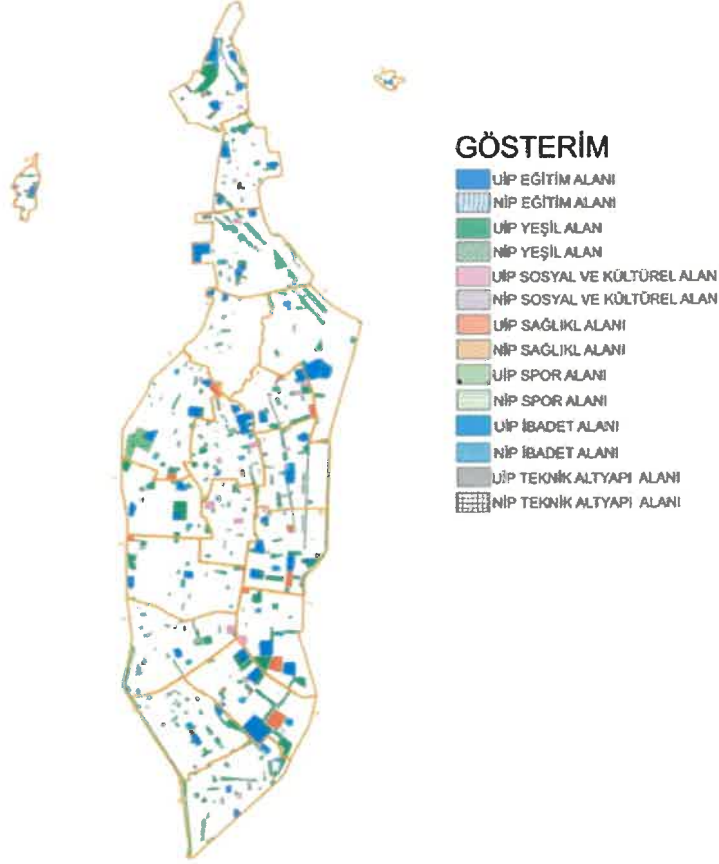 GÖSTERİM
UİP EĞİTİM ALANI
NİP EĞİTİM ALANI
UİP YEŞİL ALAN
NİP YEŞİL ALAN
UİP SOSYAL VE KÜLTÜREL ALAN
NİP SOSYAL VE KÜLTÜREL ALAN
UİP SAĞLIKL ALANI
NİP SAĞLIKL ALANI
UİP SPOR ALANI
NİP SPOR ALANI
UİP İBADET ALANI
NİP İBADET ALANI
UİP TEKNİK ALTYAPI ALANI
NİP TEKNİK ALTYAPI ALANI